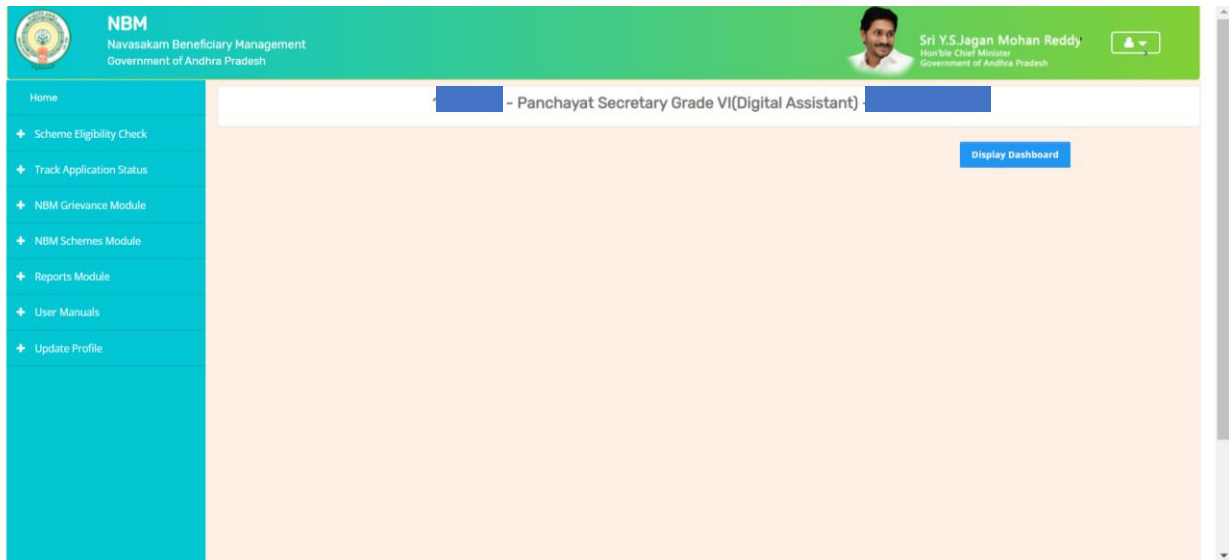 NBM
Navasakam Beneficiary Management
Government of Andhra Pradesh
Sri Y.S.Jagan Mohan Reddy
Hon'ble Chief Minister
Government of Andhra Pradesh
Home
- Panchayat Secretary Grade VI(Digital Assistant) -
Scheme Eligibility Check
Display Dashboard
Track Application Status
NBM Grievance Module
NBM Schemes Module
Reports Module
User Manuals
Update Profile